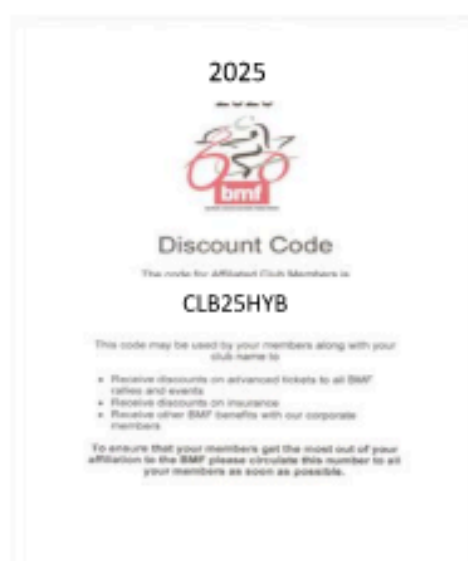 2025
bmf
Discount Code
The code for Affiliated Club Members is
CLB25HYB
This code may be used by your members along with your
club name to
Receive discounts on advanced tickets to all BMF
rallies and events
Receive discounts on insurance
Receive other BMF benefits with our corporate
members
To ensure that your members get the most out of your
affiliation to the BMF please circulate this number to all
your members as soon as possible.